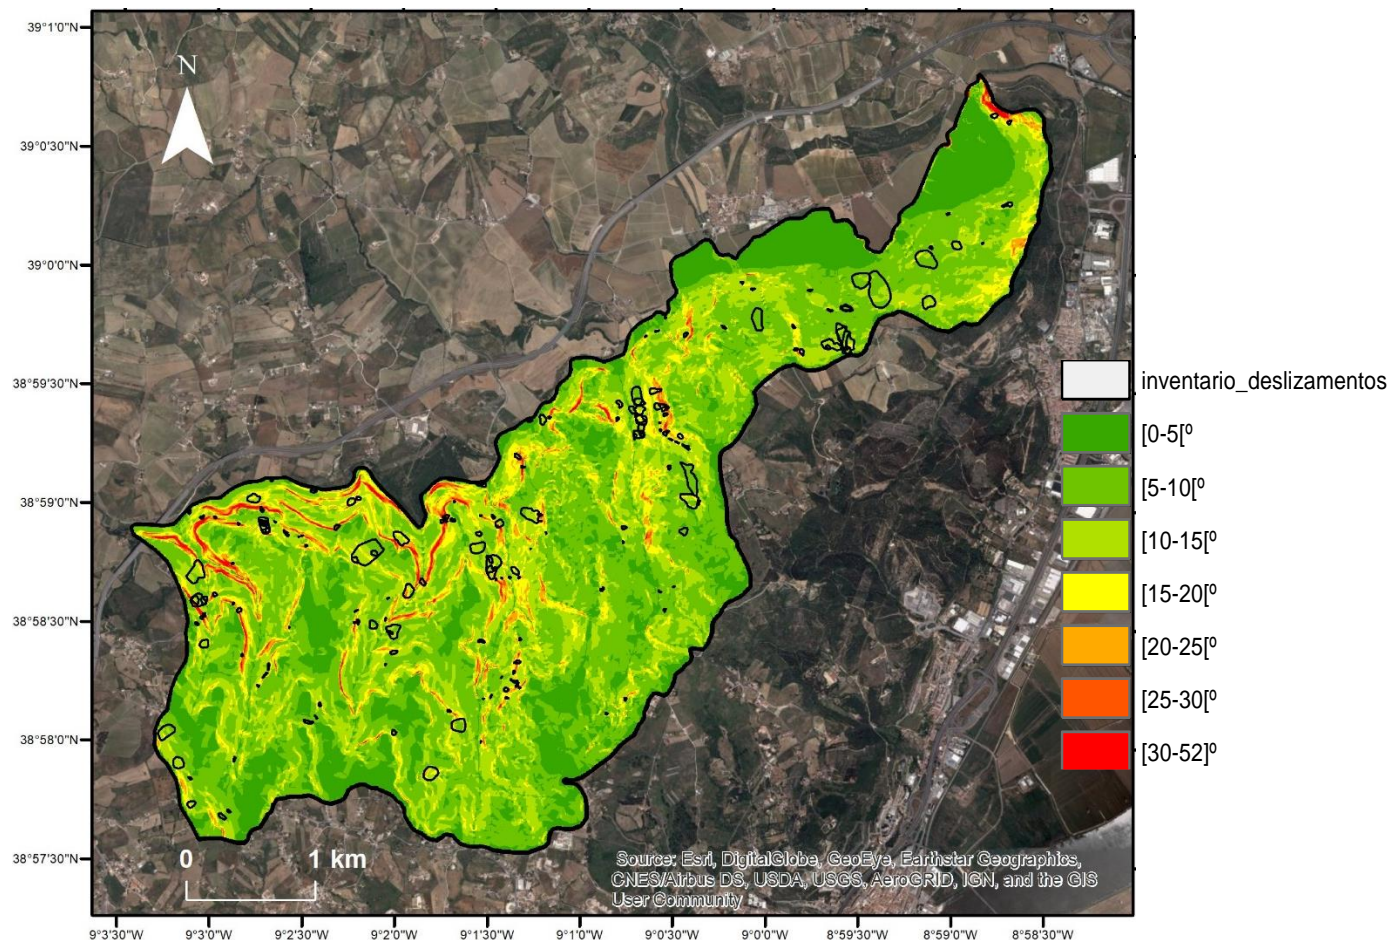 39°1'0"N
N
39°0'30"N
39°0'0"N
38°59'30"N
38°59'0"N
38°58'30"N
38°58'0"N
38°57'30"N
inventario_deslizamentos
[0-5[º
[5-10[º
[10-15[º
[15-20[º
[20-25[º
[25-30[º
[30-52]º
0 1 km
Source: Esri, DigitalGlobe, GeoEye, Earthstar Geographics,
CNES/Airbus DS, USDA, USGS, AeroGRID, IGN, and the GIS
User Community
9°3'30"W 9°3'0"W 9°2'30"W 9°2'0"W 9°1'30"W 9°1'0"W 9°0'30"W 9°0'0"W 8°59'30"W 8°59'0"W 8°58'30"W